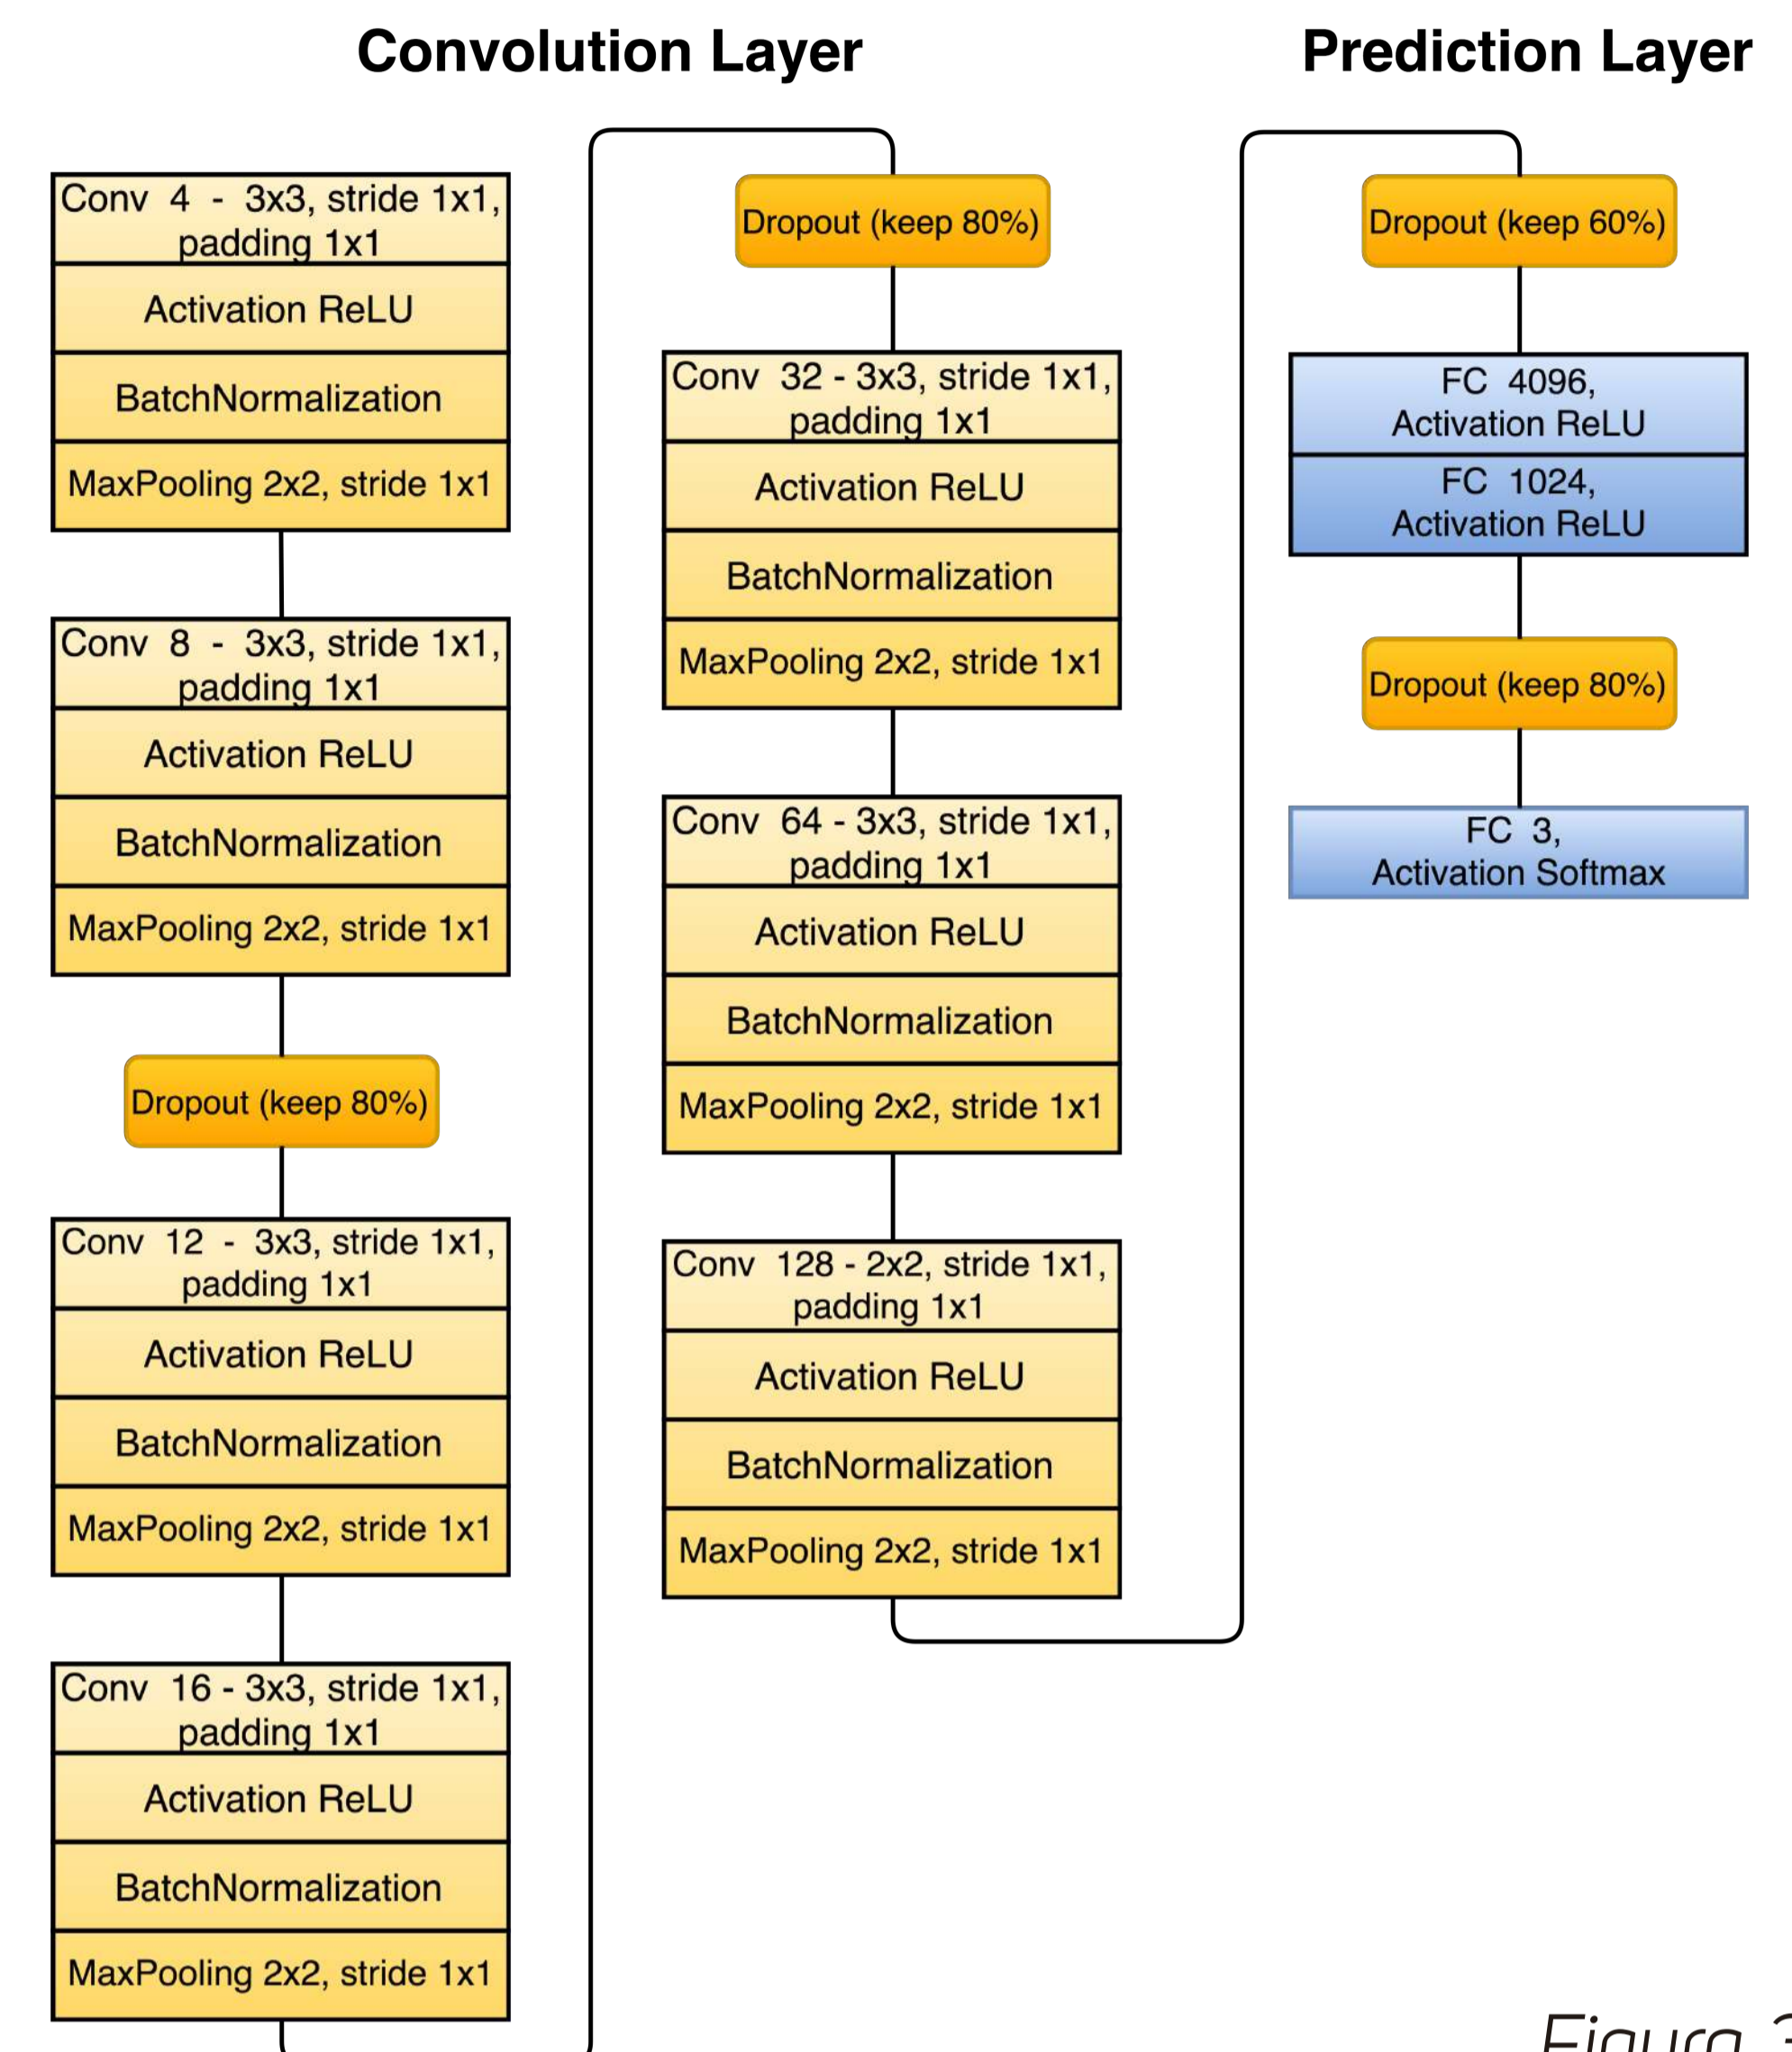 Convolution Layer
Conv 4 - 3x3, stride 1x1,
padding 1x1
Activation ReLU
BatchNormalization
MaxPooling 2x2, stride 1x1
Conv 8 - 3x3, stride 1x1,
padding 1x1
Activation ReLU
BatchNormalization
MaxPooling 2x2, stride 1x1
Dropout (keep 80%)
Conv 12 - 3x3, stride 1x1,
padding 1x1
Activation ReLU
BatchNormalization
MaxPooling 2x2, stride 1x1
Conv 16 - 3x3, stride 1x1,
padding 1x1
Activation ReLU
BatchNormalization
MaxPooling 2x2, stride 1x1
Dropout (keep 80%)
Conv 32 - 3x3, stride 1x1,
padding 1x1
Activation ReLU
BatchNormalization
MaxPooling 2x2, stride 1x1
Conv 64 - 3x3, stride 1x1,
padding 1x1
Activation ReLU
BatchNormalization
MaxPooling 2x2, stride 1x1
Conv 128 - 2x2, stride 1x1,
padding 1x1
Activation ReLU
BatchNormalization
MaxPooling 2x2, stride 1x1
Prediction Layer
Dropout (keep 60%)
FC 4096,
Activation ReLU
FC 1024,
Activation ReLU
Dropout (keep 80%)
FC 3,
Activation Softmax